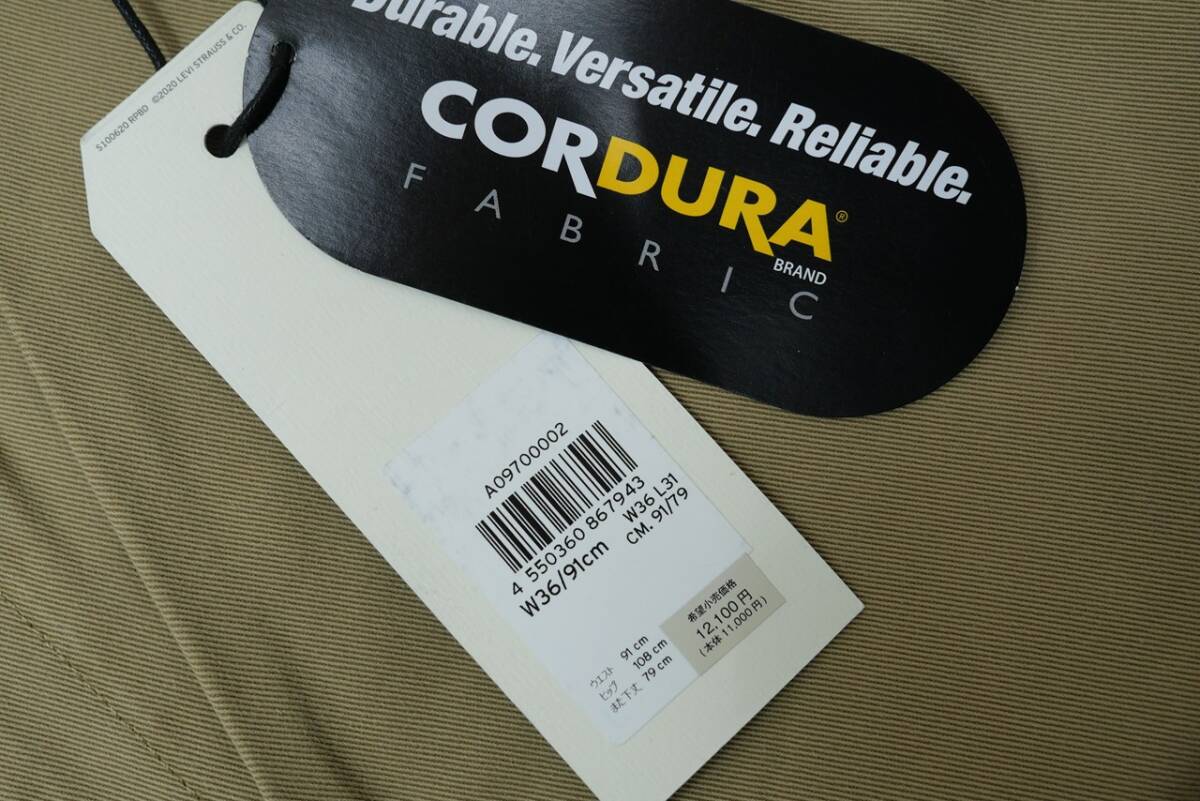 S100620 RPBD ©2020 LEVI STRAUSS & CO.
Durable. Versatile. Reliable.
CORDURA®
BRAND
FABRIC
A09700002
4 550360 867943
W36/91cm
W36 L31
CM. 91/79
ウエスト 91 cm
ヒップ 108 cm
また下丈 79 cm
希望小売価格
12,100円
(本体 11,000円)